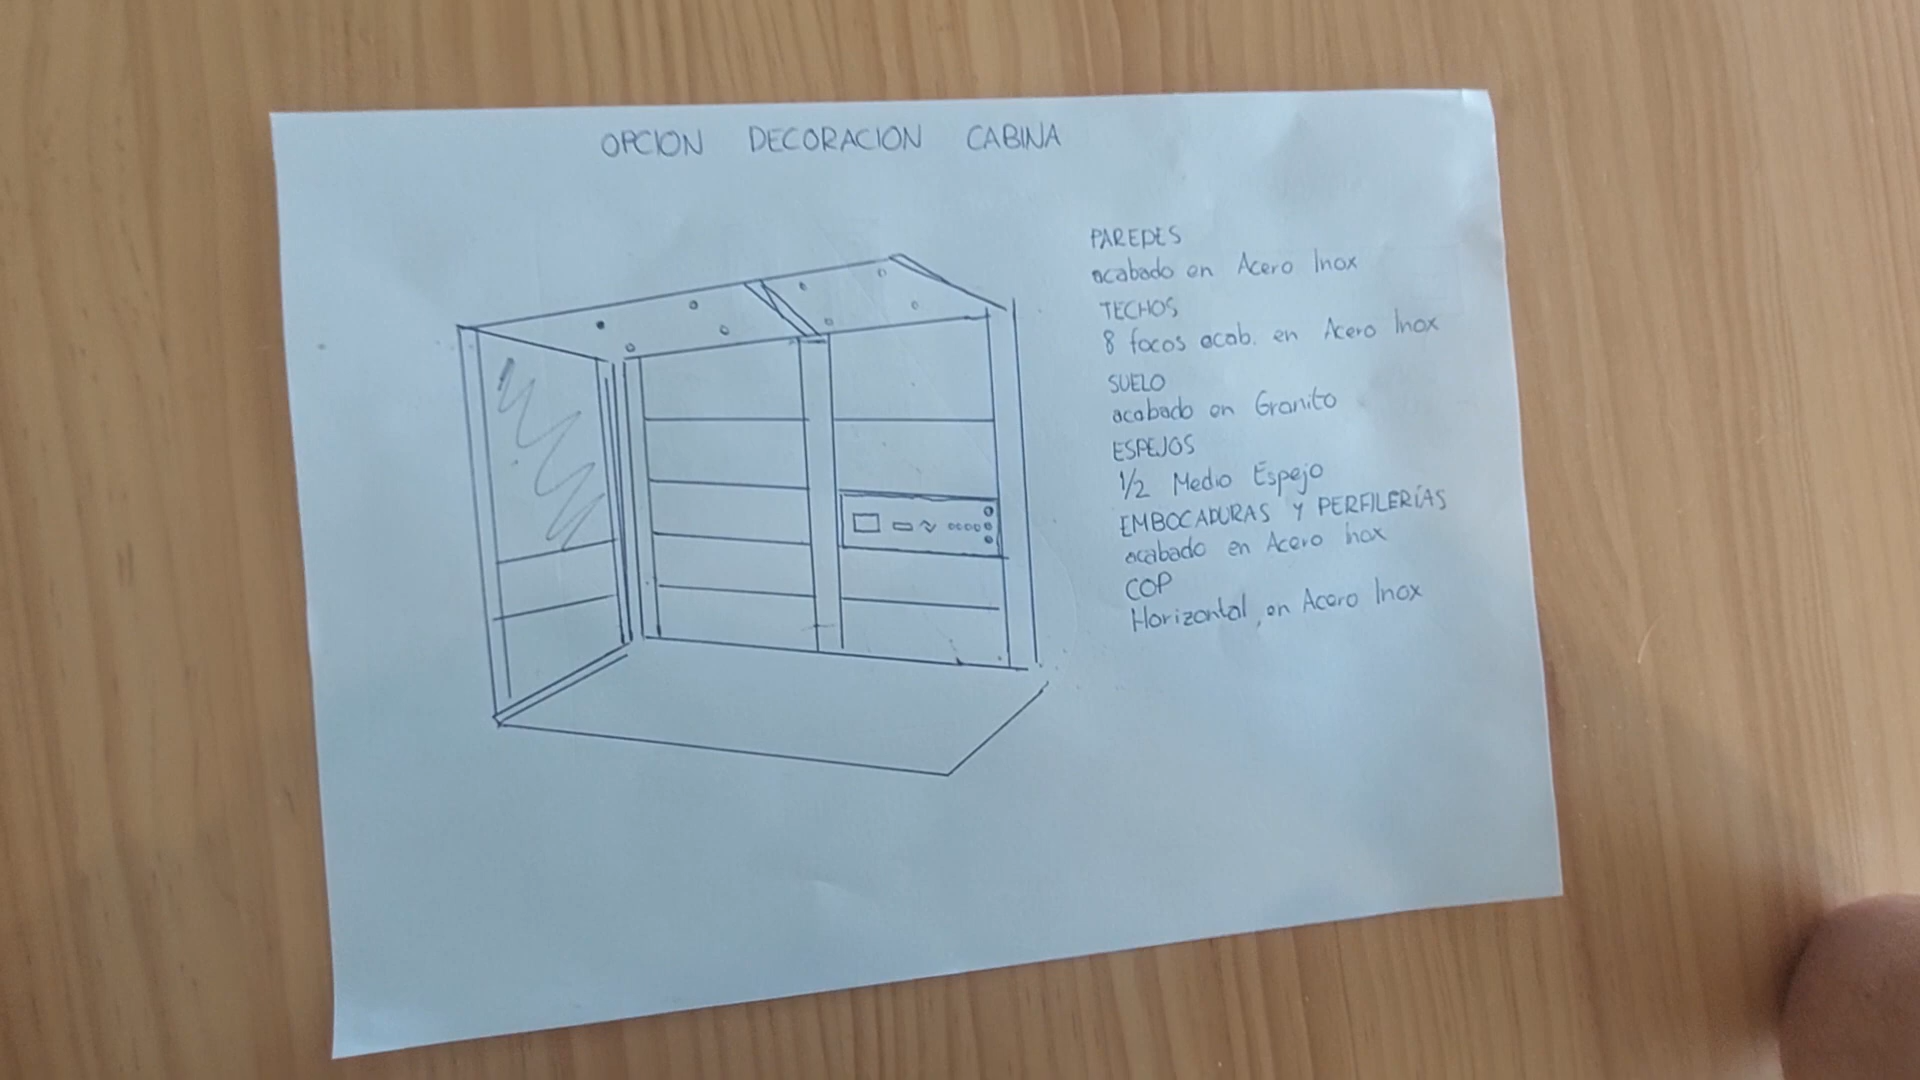 OPCION DECORACION CABINA
PAREDES
acabado en Acero Inox
TECHOS
8 focos acab. en Acero Inox
SUELO
acabado en Granito
ESPEJOS
1/2 Medio Espejo
EMBOCADURAS Y PERFILERÍAS
acabado en Acero Inox
COP
Horizontal, en Acero Inox